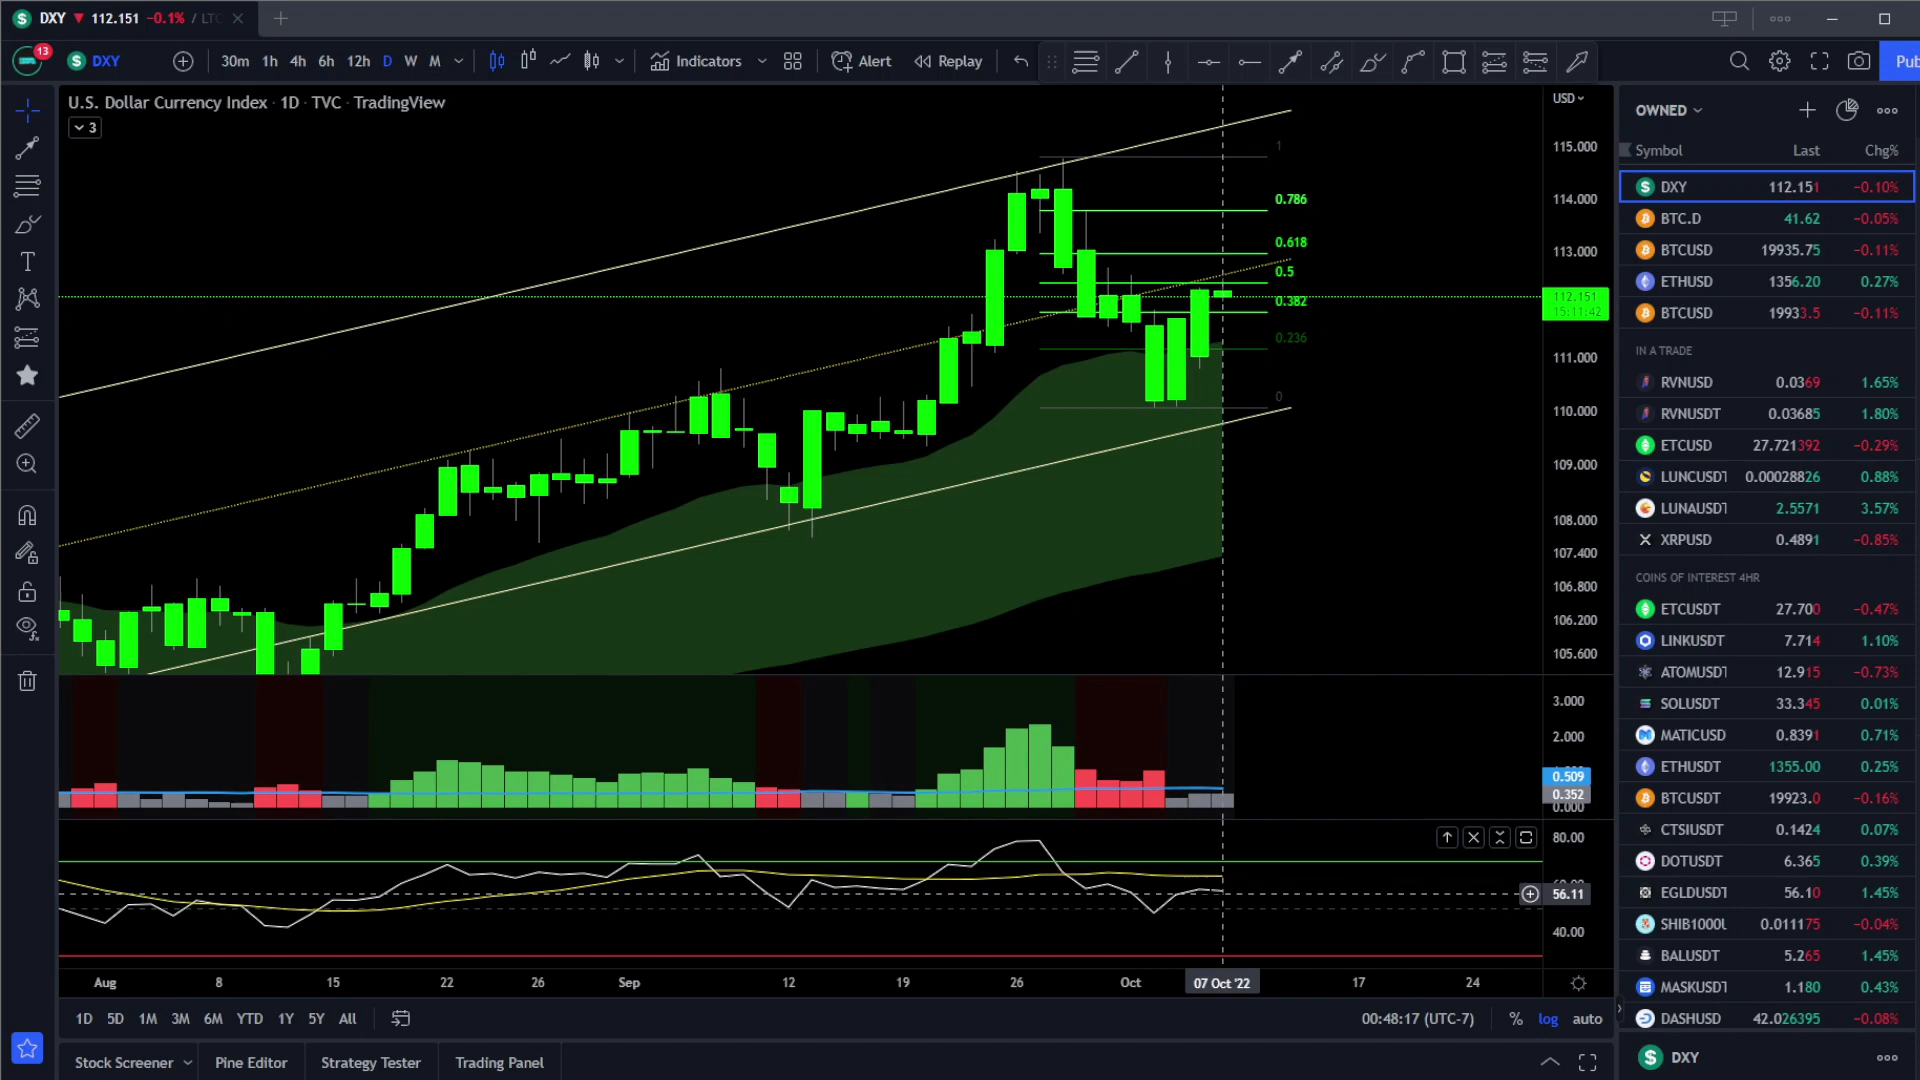 DXY ▼ 112.151 −0.1% / LTC
13
DXY 30m 1h 4h 6h 12h D W M Indicators Alert Replay Pub
U.S. Dollar Currency Index · 1D · TVC · TradingView
3
USD
115.000
114.000
113.000
112.151
15:11:42
111.000
110.000
109.000
108.000
107.400
106.800
106.200
105.600
1
0.786
0.618
0.5
0.382
0.236
0
3.000
2.000
0.509
0.352
0.000
80.00
56.11
40.00
Aug 8 15 22 26 Sep 12 19 26 Oct 07 Oct '22 17 24
1D 5D 1M 3M 6M YTD 1Y 5Y All 00:48:17 (UTC-7) % log auto
Stock Screener Pine Editor Strategy Tester Trading Panel
OWNED
Symbol Last Chg%
DXY 112.151 −0.10%
BTC.D 41.62 −0.05%
BTCUSD 19935.75 −0.11%
ETHUSD 1356.20 0.27%
BTCUSD 19933.5 −0.11%
IN A TRADE
RVNUSD 0.0369 1.65%
RVNUSDT 0.03685 1.80%
ETCUSD 27.721392 −0.29%
LUNCUSDT 0.00028826 0.88%
LUNAUSDT 2.5571 3.57%
XRPUSD 0.4891 −0.85%
COINS OF INTEREST 4HR
ETCUSDT 27.700 −0.47%
LINKUSDT 7.714 1.10%
ATOMUSDT 12.915 −0.73%
SOLUSDT 33.345 0.01%
MATICUSD 0.8391 0.71%
ETHUSDT 1355.00 0.25%
BTCUSDT 19923.0 −0.16%
CTSIUSDT 0.1424 0.07%
DOTUSDT 6.365 0.39%
EGLDUSDT 56.10 1.45%
SHIB1000U 0.011175 −0.04%
BALUSDT 5.265 1.45%
MASKUSDT 1.180 0.43%
DASHUSD 42.026395 −0.08%
DXY